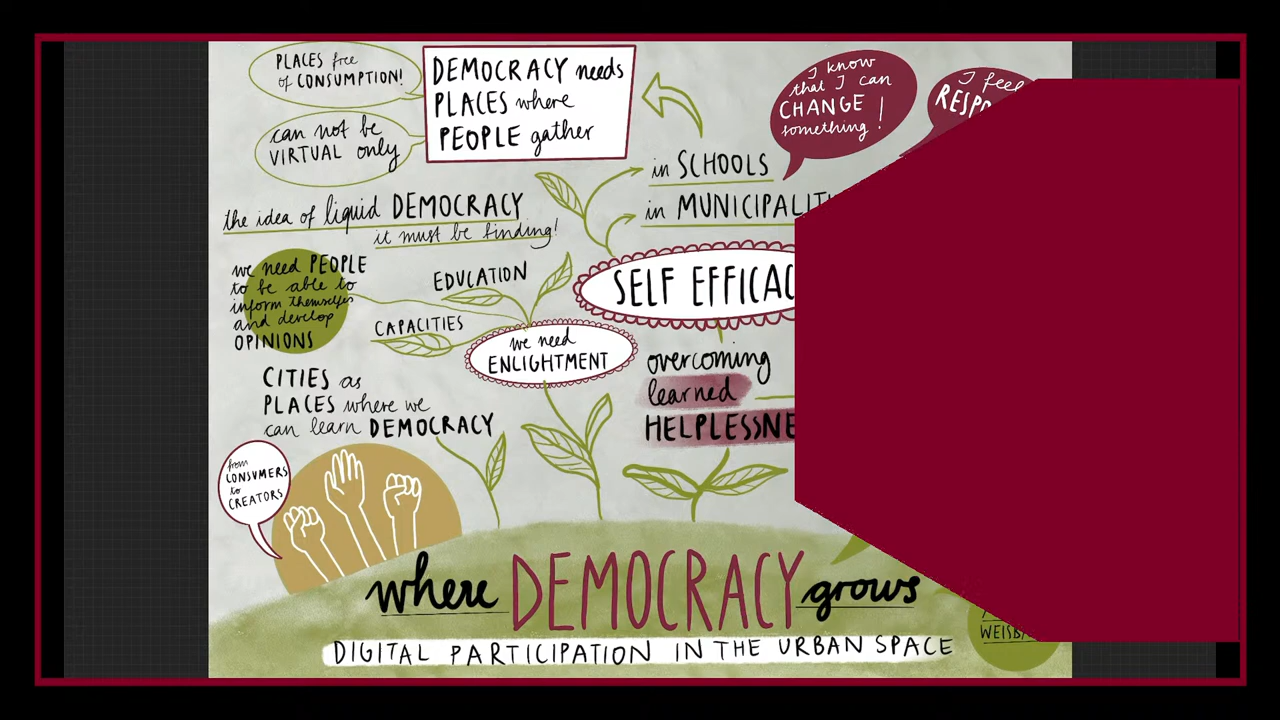 PLACES free
of CONSUMPTION!
can not be
VIRTUAL only
DEMOCRACY needs
PLACES where
PEOPLE gather
I know
that I can
CHANGE
something!
I feel
in SCHOOLS
in
the idea of liquid DEMOCRACY
it must be finding!
we need PEOPLE
to be able to
inform themselves
and develop
OPINIONS
EDUCATION
CAPACITIES
we need
ENLIGHTMENT
SELF
overcoming
learned
CITIES as
PLACES where we
can learn DEMOCRACY
from
CONSUMERS
to
CREATORS
where DEMOCRACY grows
DIGITAL PARTICIPATION IN THE URBAN SPACE